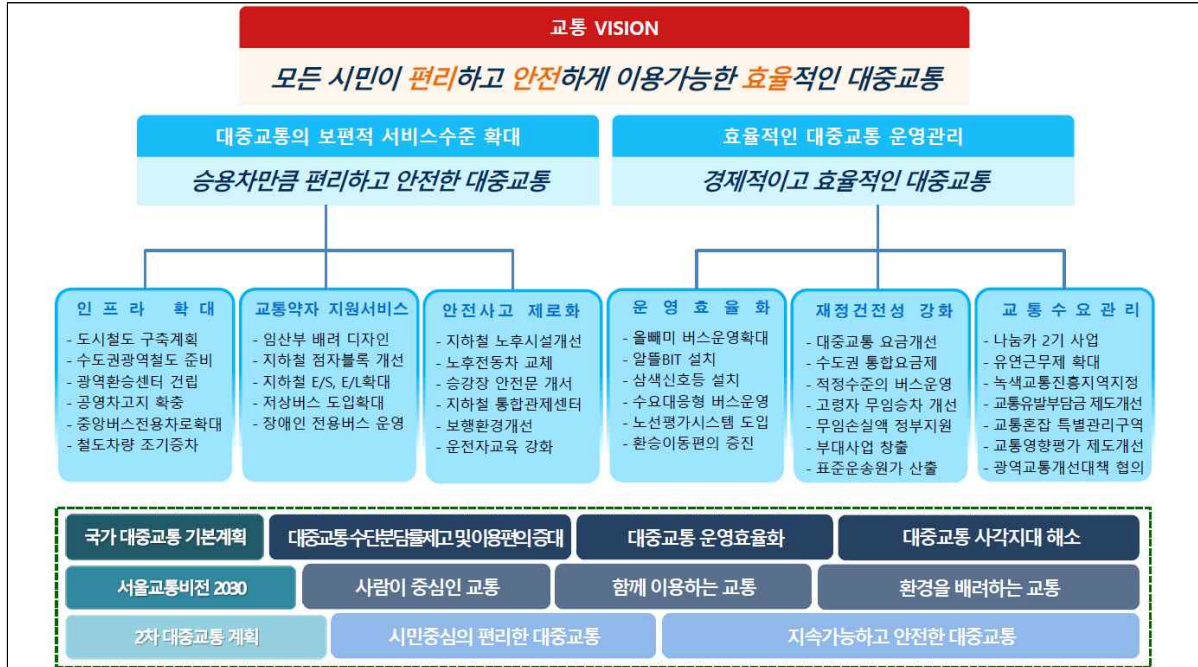 교통 VISION
모든 시민이 편리하고 안전하게 이용가능한 효율적인 대중교통
대중교통의 보편적 서비스수준 확대
승용차만큼 편리하고 안전한 대중교통
효율적인 대중교통 운영관리
경제적이고 효율적인 대중교통
인 프 라 확 대
- 도시철도 구축계획
- 수도권광역철도 준비
- 광역환승센터 건립
- 공영차고지 확충
- 중앙버스전용차로확대
- 철도차량 조기증차
교통약자 지원서비스
- 임산부 배려 디자인
- 지하철 점자블록 개선
- 지하철 E/S, E/L확대
- 저상버스 도입확대
- 장애인 전용버스 운영
안전사고 제로화
- 지하철 노후시설개선
- 노후전동차 교체
- 승강장 안전문 개서
- 지하철 통합관제센터
- 보행환경개선
- 운전자교육 강화
운 영 효 율 화
- 올빼미 버스운영확대
- 알뜰BIT 설치
- 삼색신호등 설치
- 수요대응형 버스운영
- 노선평가시스템 도입
- 환승이동편의 증진
재정건전성 강화
- 대중교통 요금개선
- 수도권 통합요금제
- 적정수준의 버스운영
- 고령자 무임승차 개선
- 무임손실액 정부지원
- 부대사업 창출
- 표준운송원가 산출
교 통 수 요 관 리
- 나눔카 2기 사업
- 유연근무제 확대
- 녹색교통진흥지역지정
- 교통유발부담금 제도개선
- 교통혼잡 특별관리구역
- 교통영향평가 제도개선
- 광역교통개선대책 협의
국가 대중교통 기본계획
대중교통 수단분담률제고 및 이용편의 증대
대중교통 운영효율화
대중교통 사각지대 해소
서울교통비전 2030
사람이 중심인 교통
함께 이용하는 교통
환경을 배려하는 교통
2차 대중교통 계획
시민중심의 편리한 대중교통
지속가능하고 안전한 대중교통